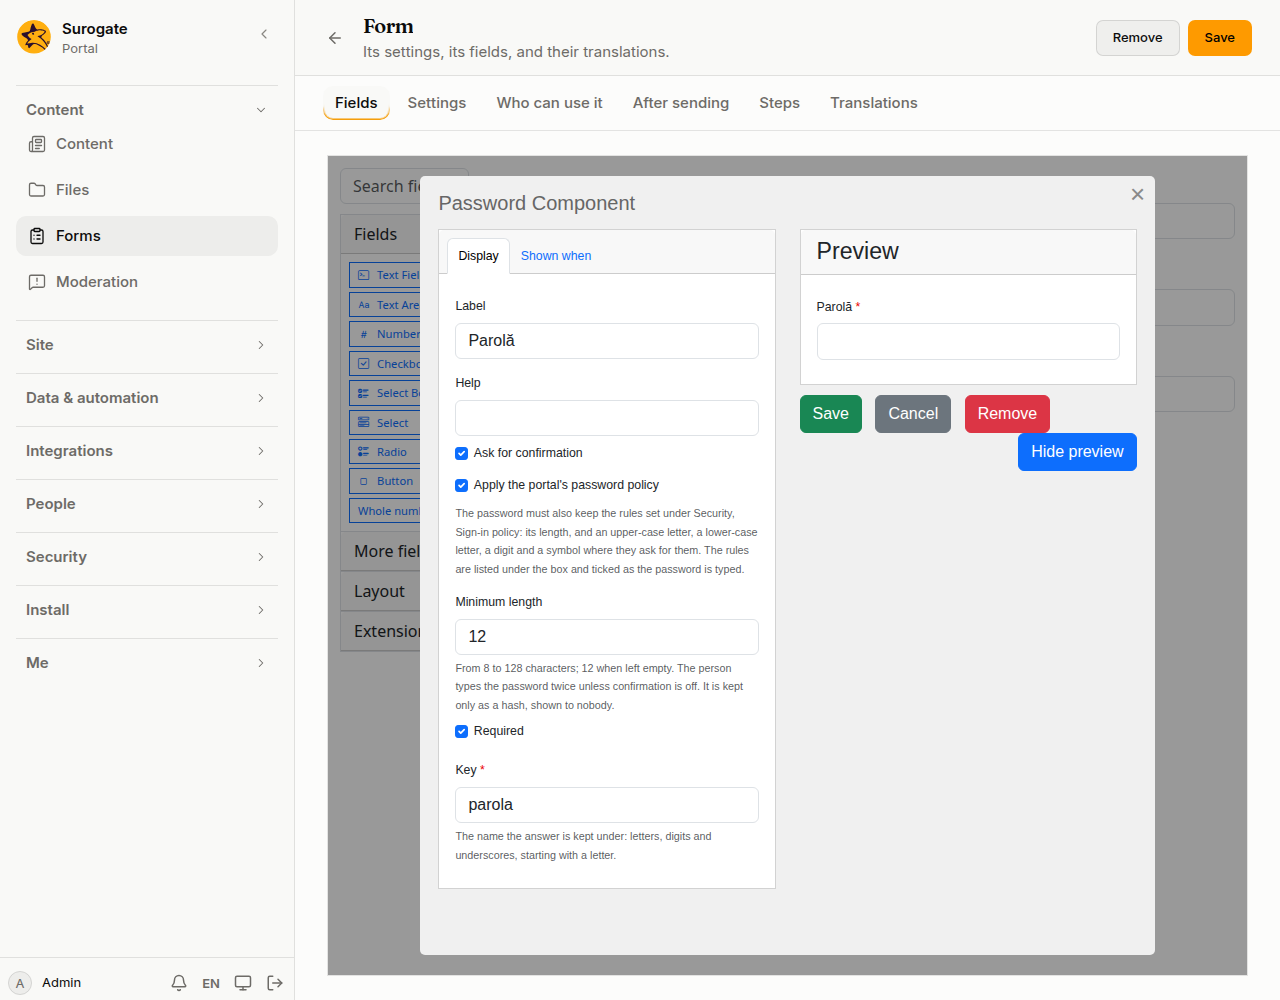 Surogate
Portal
Content
Content
Files
Forms
Moderation
Site
Data & automation
Integrations
People
Security
Install
Me
A
Admin
EN
Form
Its settings, its fields, and their translations.
Remove
Save
Fields
Settings
Who can use it
After sending
Steps
Translations
Search fie
Fields
Text Fiel
Aa Text Are
# Number
Checkbo
Select Bo
Select
Radio
Button
Whole num
More fiel
Layout
Extension
Password Component
×
Display
Shown when
Label
Parolă
Help
Ask for confirmation
Apply the portal's password policy
The password must also keep the rules set under Security,
Sign-in policy: its length, and an upper-case letter, a lower-case
letter, a digit and a symbol where they ask for them. The rules
are listed under the box and ticked as the password is typed.
Minimum length
12
From 8 to 128 characters; 12 when left empty. The person
types the password twice unless confirmation is off. It is kept
only as a hash, shown to nobody.
Required
Key *
parola
The name the answer is kept under: letters, digits and
underscores, starting with a letter.
Preview
Parolă *
Save
Cancel
Remove
Hide preview